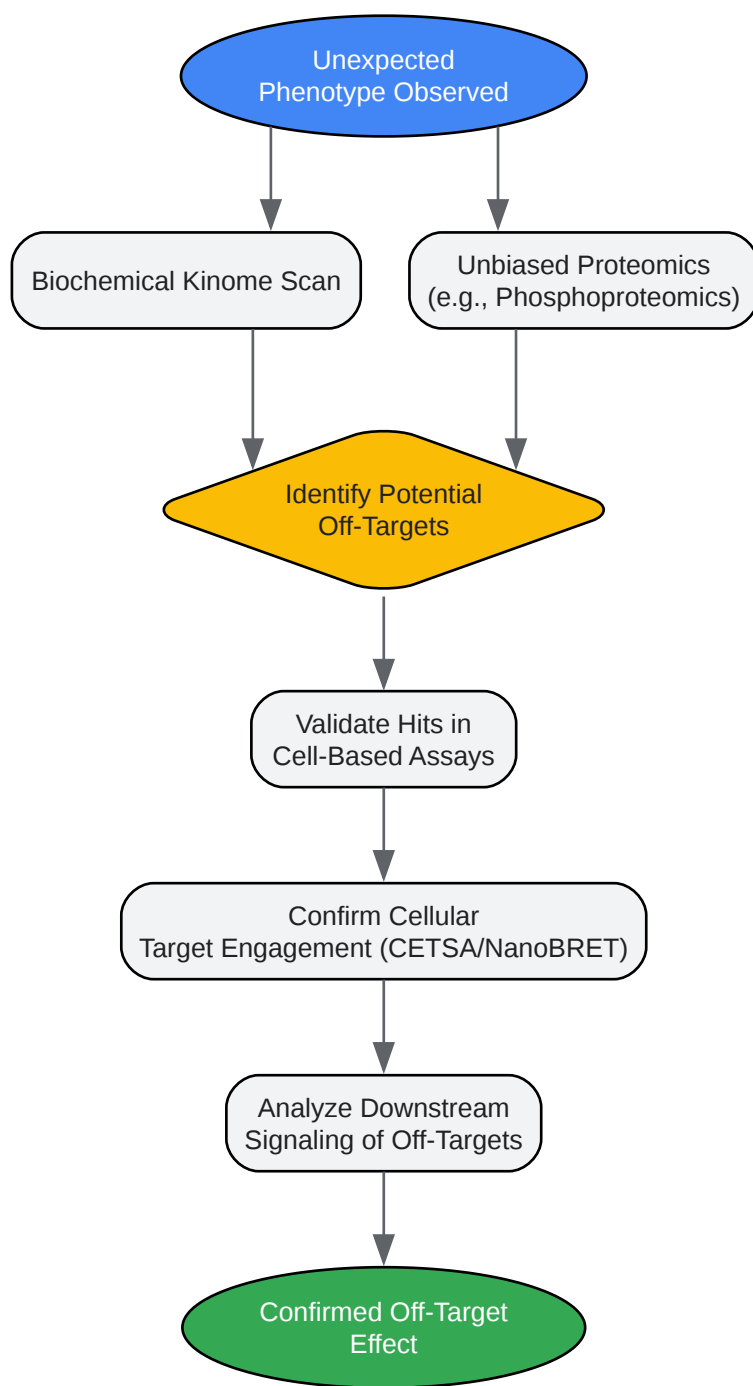 Unexpected
Phenotype Observed
Biochemical Kinome Scan
Unbiased Proteomics
(e.g., Phosphoproteomics)
Identify Potential
Off-Targets
Validate Hits in
Cell-Based Assays
Confirm Cellular
Target Engagement (CETSA/NanoBRET)
Analyze Downstream
Signaling of Off-Targets
Confirmed Off-Target
Effect